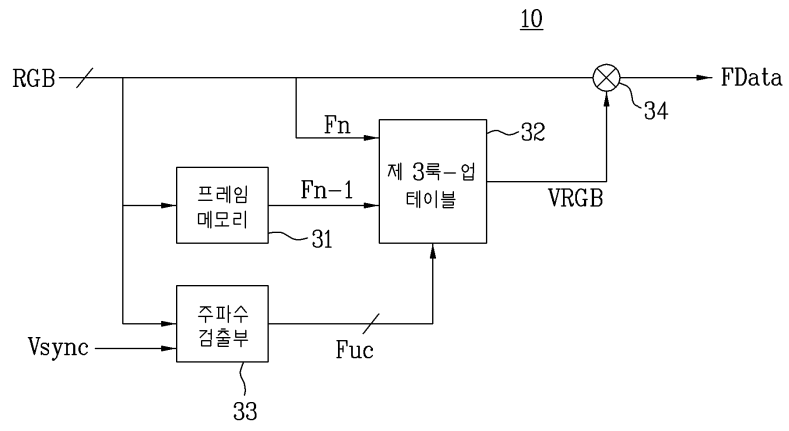 10
RGB
FData
34
Fn
32
제 3룩-업
테이블
프레임
메모리
Fn-1
31
VRGB
주파수
검출부
Vsync
Fuc
33